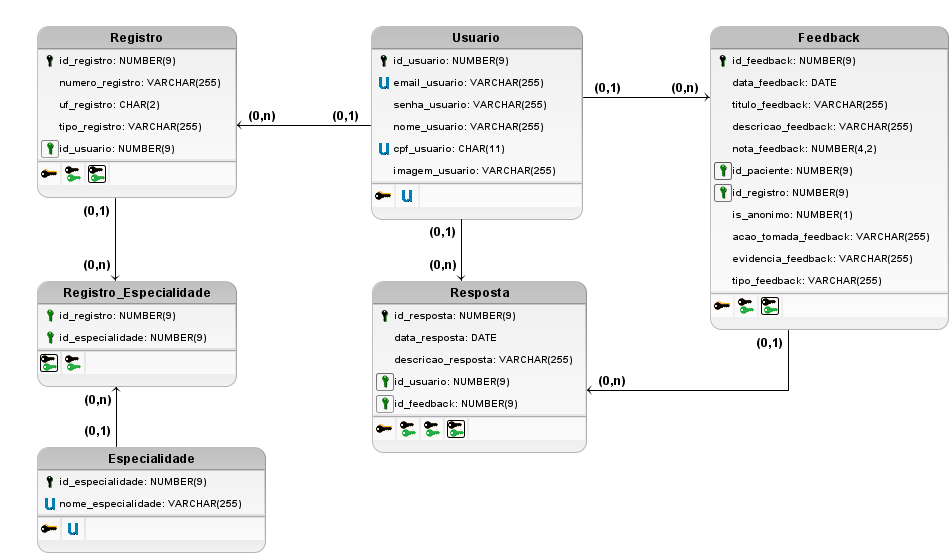 Registro
id_registro: NUMBER(9)
numero_registro: VARCHAR(255)
uf_registro: CHAR(2)
tipo_registro: VARCHAR(255)
id_usuario: NUMBER(9)
(0,n)
(0,1)
Usuario
id_usuario: NUMBER(9)
email_usuario: VARCHAR(255)
senha_usuario: VARCHAR(255)
nome_usuario: VARCHAR(255)
cpf_usuario: CHAR(11)
imagem_usuario: VARCHAR(255)
(0,1)
(0,n)
Feedback
id_feedback: NUMBER(9)
data_feedback: DATE
titulo_feedback: VARCHAR(255)
descricao_feedback: VARCHAR(255)
nota_feedback: NUMBER(4,2)
id_paciente: NUMBER(9)
id_registro: NUMBER(9)
is_anonimo: NUMBER(1)
acao_tomada_feedback: VARCHAR(255)
evidencia_feedback: VARCHAR(255)
tipo_feedback: VARCHAR(255)
(0,1)
(0,n)
Registro_Especialidade
id_registro: NUMBER(9)
id_especialidade: NUMBER(9)
(0,n)
(0,1)
(0,1)
(0,n)
Resposta
id_resposta: NUMBER(9)
data_resposta: DATE
descricao_resposta: VARCHAR(255)
id_usuario: NUMBER(9)
id_feedback: NUMBER(9)
(0,1)
(0,n)
Especialidade
id_especialidade: NUMBER(9)
nome_especialidade: VARCHAR(255)